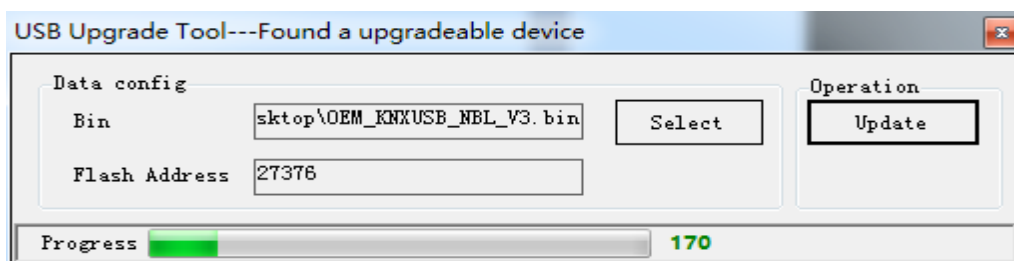 USB Upgrade Tool---Found a upgradeable device
Data config
Bin sktop\OEM_KNXUSB_NBL_V3.bin Select
Flash Address 27376
Operation
Update
Progress 170